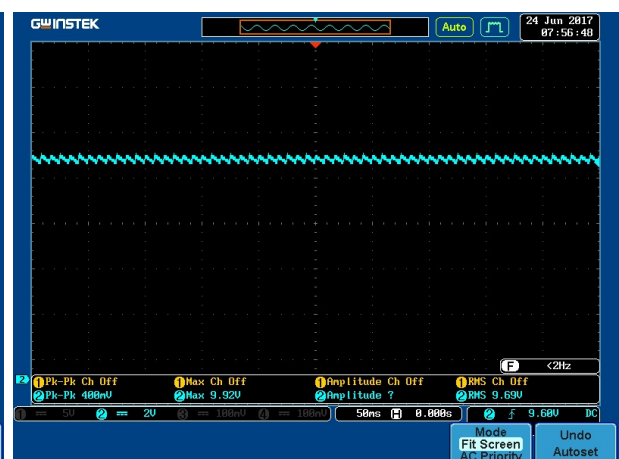 GWINSTEK
Auto
24 Jun 2017
07:56:48
F <2Hz
2
1 Pk-Pk Ch Off 1 Max Ch Off 1 Amplitude Ch Off 1 RMS Ch Off
2 Pk-Pk 400mV 2 Max 9.92V 2 Amplitude ? 2 RMS 9.69V
1 5V 2 2V 3 100mV 4 100mV 50ms H 0.000s 2 9.60V DC
Mode
Fit Screen
AC Priority
Undo
Autoset